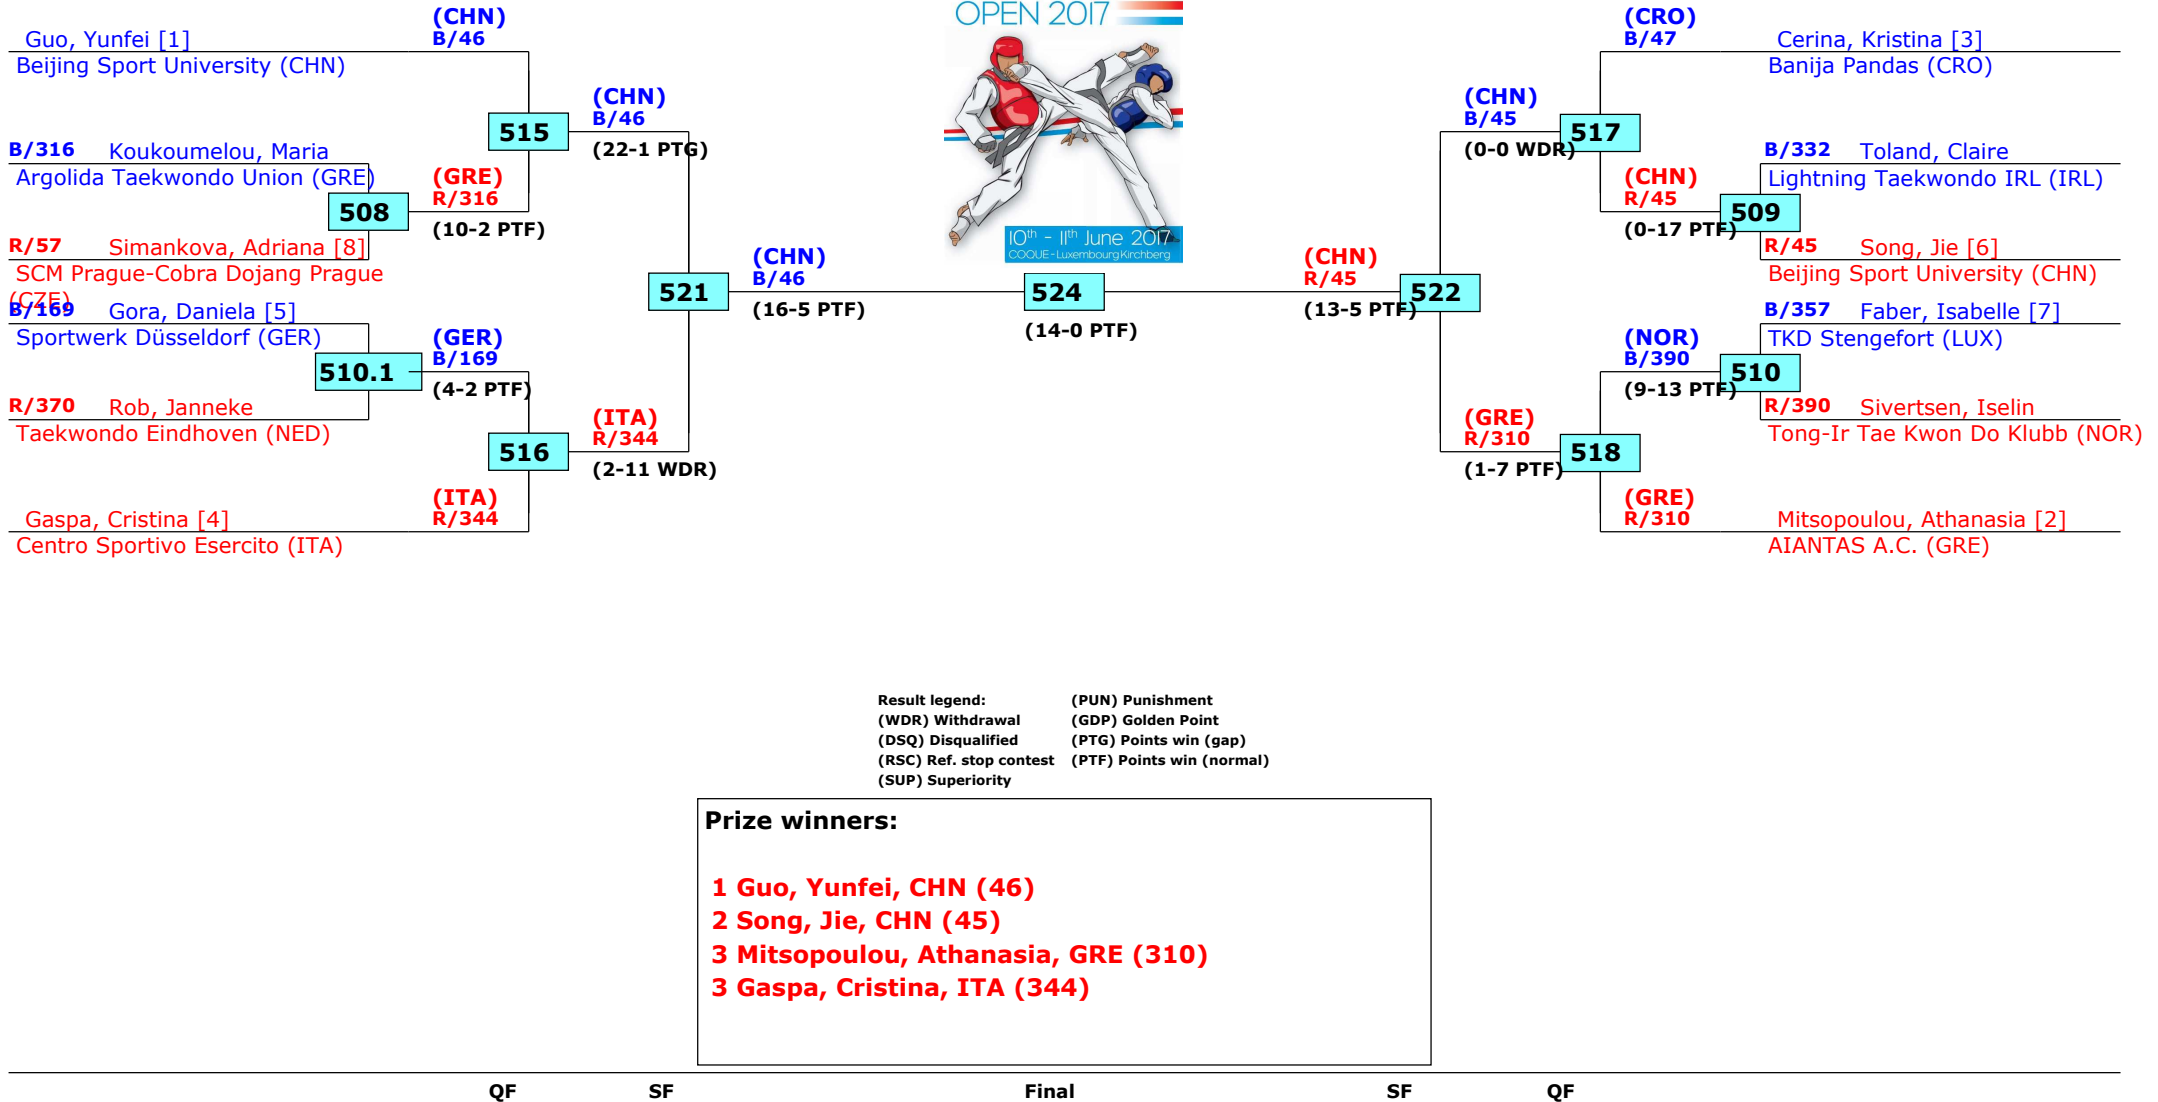 OPEN 2017
10th - 11th June 2017
COQUE - Luxembourg Kirchberg
Guo, Yunfei [1]
Beijing Sport University (CHN)
(CHN)
B/46
B/316 Koukoumelou, Maria
Argolida Taekwondo Union (GRE)
508
R/57 Simankova, Adriana [8]
SCM Prague-Cobra Dojang Prague
(CZE)
(GRE)
R/316
(10-2 PTF)
515
(CHN)
B/46
(22-1 PTG)
B/169 Gora, Daniela [5]
Sportwerk Düsseldorf (GER)
510.1
R/370 Rob, Janneke
Taekwondo Eindhoven (NED)
(GER)
B/169
(4-2 PTF)
516
Gaspa, Cristina [4]
Centro Sportivo Esercito (ITA)
(ITA)
R/344
(ITA)
R/344
(2-11 WDR)
521
(CHN)
B/46
(16-5 PTF)
524
(14-0 PTF)
(CHN)
R/45
(13-5 PTF)
522
(CHN)
B/45
(0-0 WDR)
517
(CRO)
B/47
Cerina, Kristina [3]
Banija Pandas (CRO)
(CHN)
R/45
(0-17 PTF)
509
B/332 Toland, Claire
Lightning Taekwondo IRL (IRL)
R/45 Song, Jie [6]
Beijing Sport University (CHN)
(GRE)
R/310
(1-7 PTF)
518
(NOR)
B/390
(9-13 PTF)
510
B/357 Faber, Isabelle [7]
TKD Stengefort (LUX)
R/390 Sivertsen, Iselin
Tong-Ir Tae Kwon Do Klubb (NOR)
(GRE)
R/310
Mitsopoulou, Athanasia [2]
AIANTAS A.C. (GRE)
Result legend: (PUN) Punishment
(WDR) Withdrawal (GDP) Golden Point
(DSQ) Disqualified (PTG) Points win (gap)
(RSC) Ref. stop contest (PTF) Points win (normal)
(SUP) Superiority
Prize winners:
1 Guo, Yunfei, CHN (46)
2 Song, Jie, CHN (45)
3 Mitsopoulou, Athanasia, GRE (310)
3 Gaspa, Cristina, ITA (344)
QF SF Final SF QF